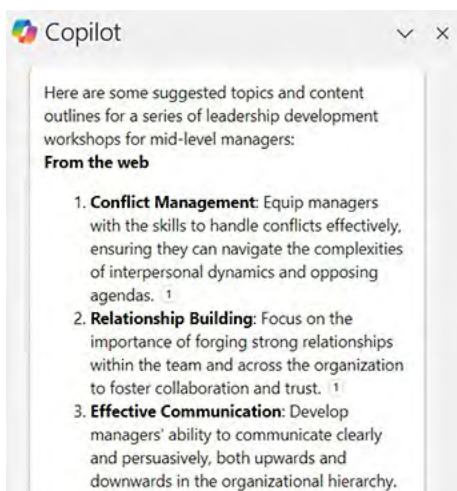 Copilot
Here are some suggested topics and content
outlines for a series of leadership development
workshops for mid-level managers:
From the web
1. Conflict Management: Equip managers
with the skills to handle conflicts effectively,
ensuring they can navigate the complexities
of interpersonal dynamics and opposing
agendas. 1
2. Relationship Building: Focus on the
importance of forging strong relationships
within the team and across the organization
to foster collaboration and trust. 1
3. Effective Communication: Develop
managers' ability to communicate clearly
and persuasively, both upwards and
downwards in the organizational hierarchy.